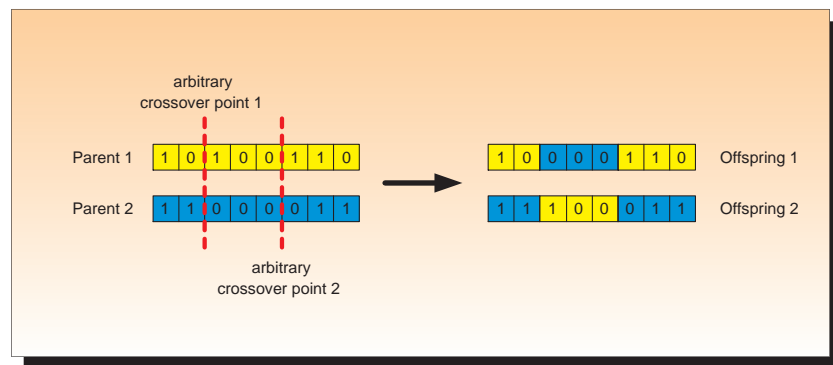 arbitrary
crossover point 1
Parent 1 1 0 1 0 0 1 1 0
1 0 0 0 0 1 1 0 Offspring 1
Parent 2 1 1 0 0 0 0 1 1
1 1 1 0 0 0 1 1 Offspring 2
arbitrary
crossover point 2